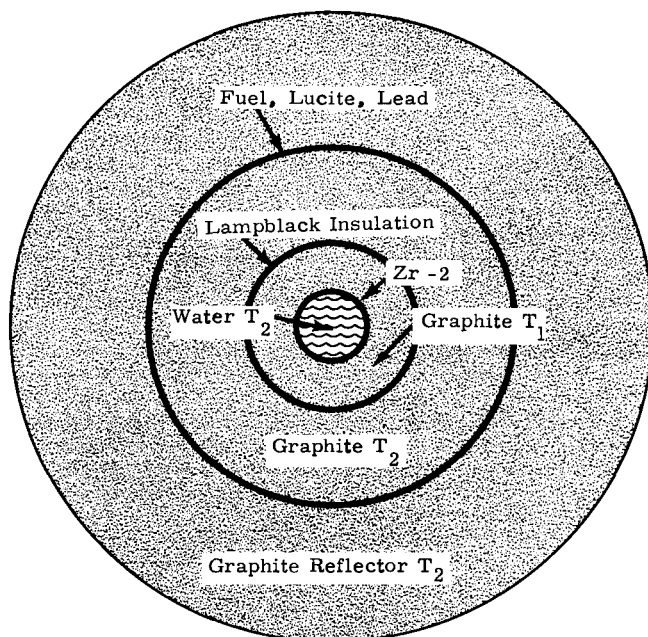 Fuel, Lucite, Lead
Lampblack Insulation
Zr-2
Water T₂
Graphite T₁
Graphite T₂
Graphite Reflector T₂